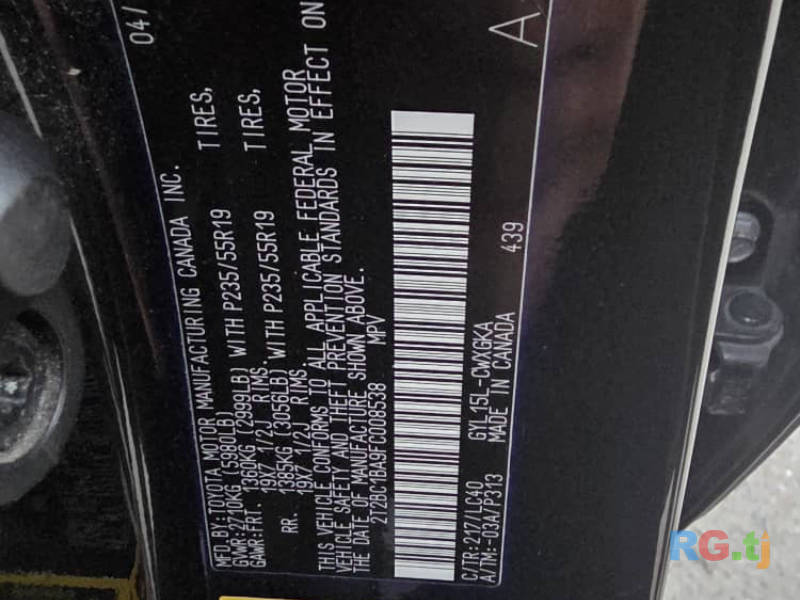 04/
MFD. BY: TOYOTA MOTOR MANUFACTURING CANADA INC.
GVWR: 2710KG (5980LB)
GAWR: FRT. 1360KG (2999LB) WITH P235/55R19 TIRES,
19X7 1/2J RIMS.
RR. 1385KG (3056LB) WITH P235/55R19 TIRES,
19X7 1/2J RIMS.
THIS VEHICLE CONFORMS TO ALL APPLICABLE FEDERAL MOTOR
VEHICLE SAFETY AND THEFT PREVENTION STANDARDS IN EFFECT ON
THE DATE OF MANUFACTURE SHOWN ABOVE.
2T2BC1BA9FC008538 MPV
A
C/TR:217/LC40 GYL15L-CWXGKA 439
A/TM:-03A/P313 MADE IN CANADA
RG.tj